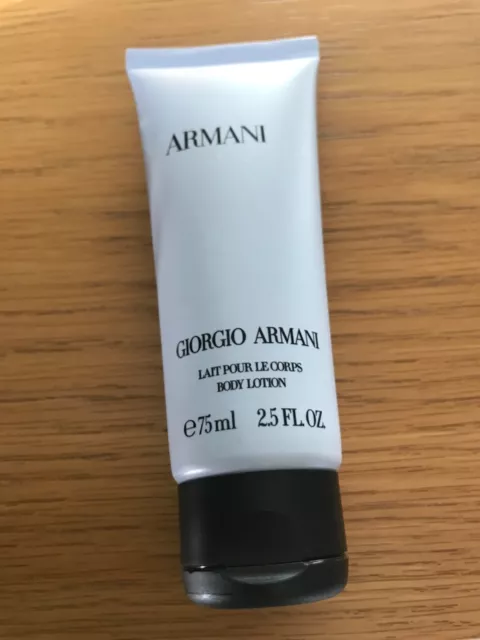 ARMANI
GIORGIO ARMANI
LAIT POUR LE CORPS
BODY LOTION
℮75ml 2.5 FL.OZ.